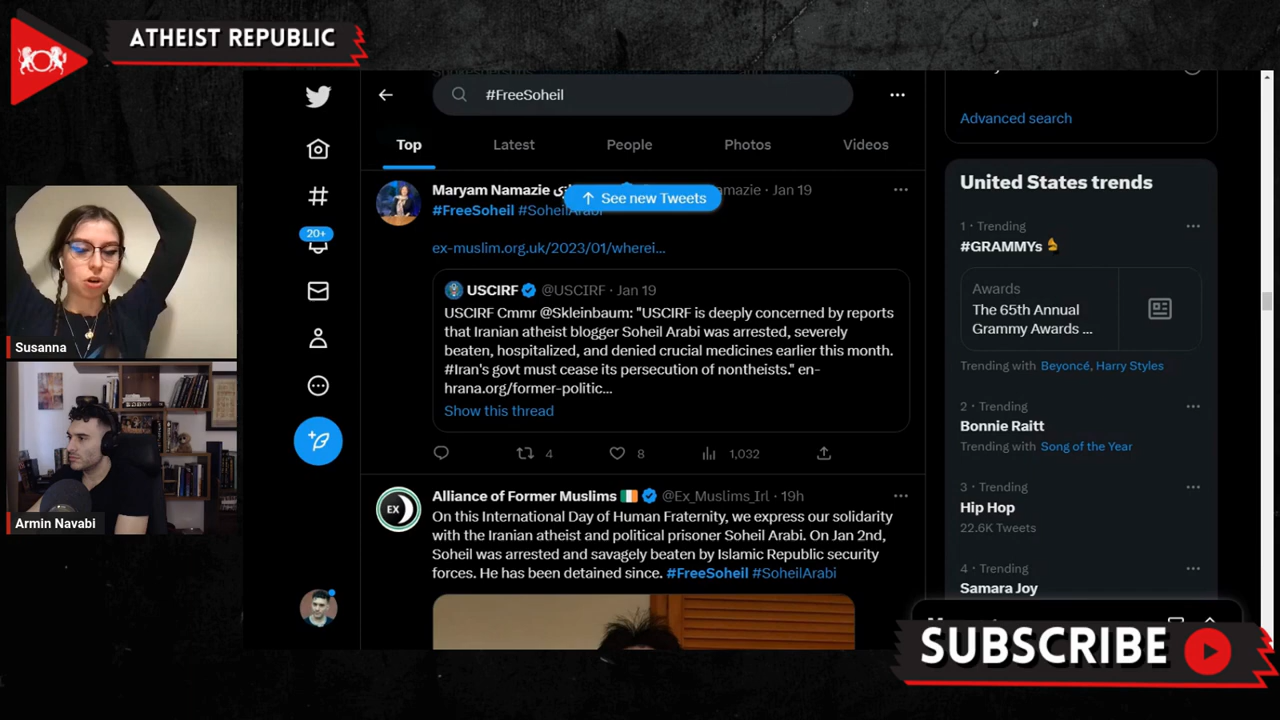 ATHEIST REPUBLIC
Susanna
Armin Navabi
20+
#FreeSoheil
Top
Latest
People
Photos
Videos
Maryam Namazie
amazie · Jan 19
See new Tweets
#FreeSoheil #SoheilArabi
ex-muslim.org.uk/2023/01/wherei...
USCIRF @USCIRF · Jan 19
USCIRF Cmmr @Skleinbaum: "USCIRF is deeply concerned by reports
that Iranian atheist blogger Soheil Arabi was arrested, severely
beaten, hospitalized, and denied crucial medicines earlier this month.
#Iran's govt must cease its persecution of nontheists." en-
hrana.org/former-politic...
Show this thread
4
8
1,032
EX
Alliance of Former Muslims @Ex_Muslims_Irl · 19h
On this International Day of Human Fraternity, we express our solidarity
with the Iranian atheist and political prisoner Soheil Arabi. On Jan 2nd,
Soheil was arrested and savagely beaten by Islamic Republic security
forces. He has been detained since. #FreeSoheil #SoheilArabi
Advanced search
United States trends
1 · Trending
#GRAMMYs
Awards
The 65th Annual
Grammy Awards ...
Trending with Beyoncé, Harry Styles
2 · Trending
Bonnie Raitt
Trending with Song of the Year
3 · Trending
Hip Hop
22.6K Tweets
4 · Trending
Samara Joy
SUBSCRIBE